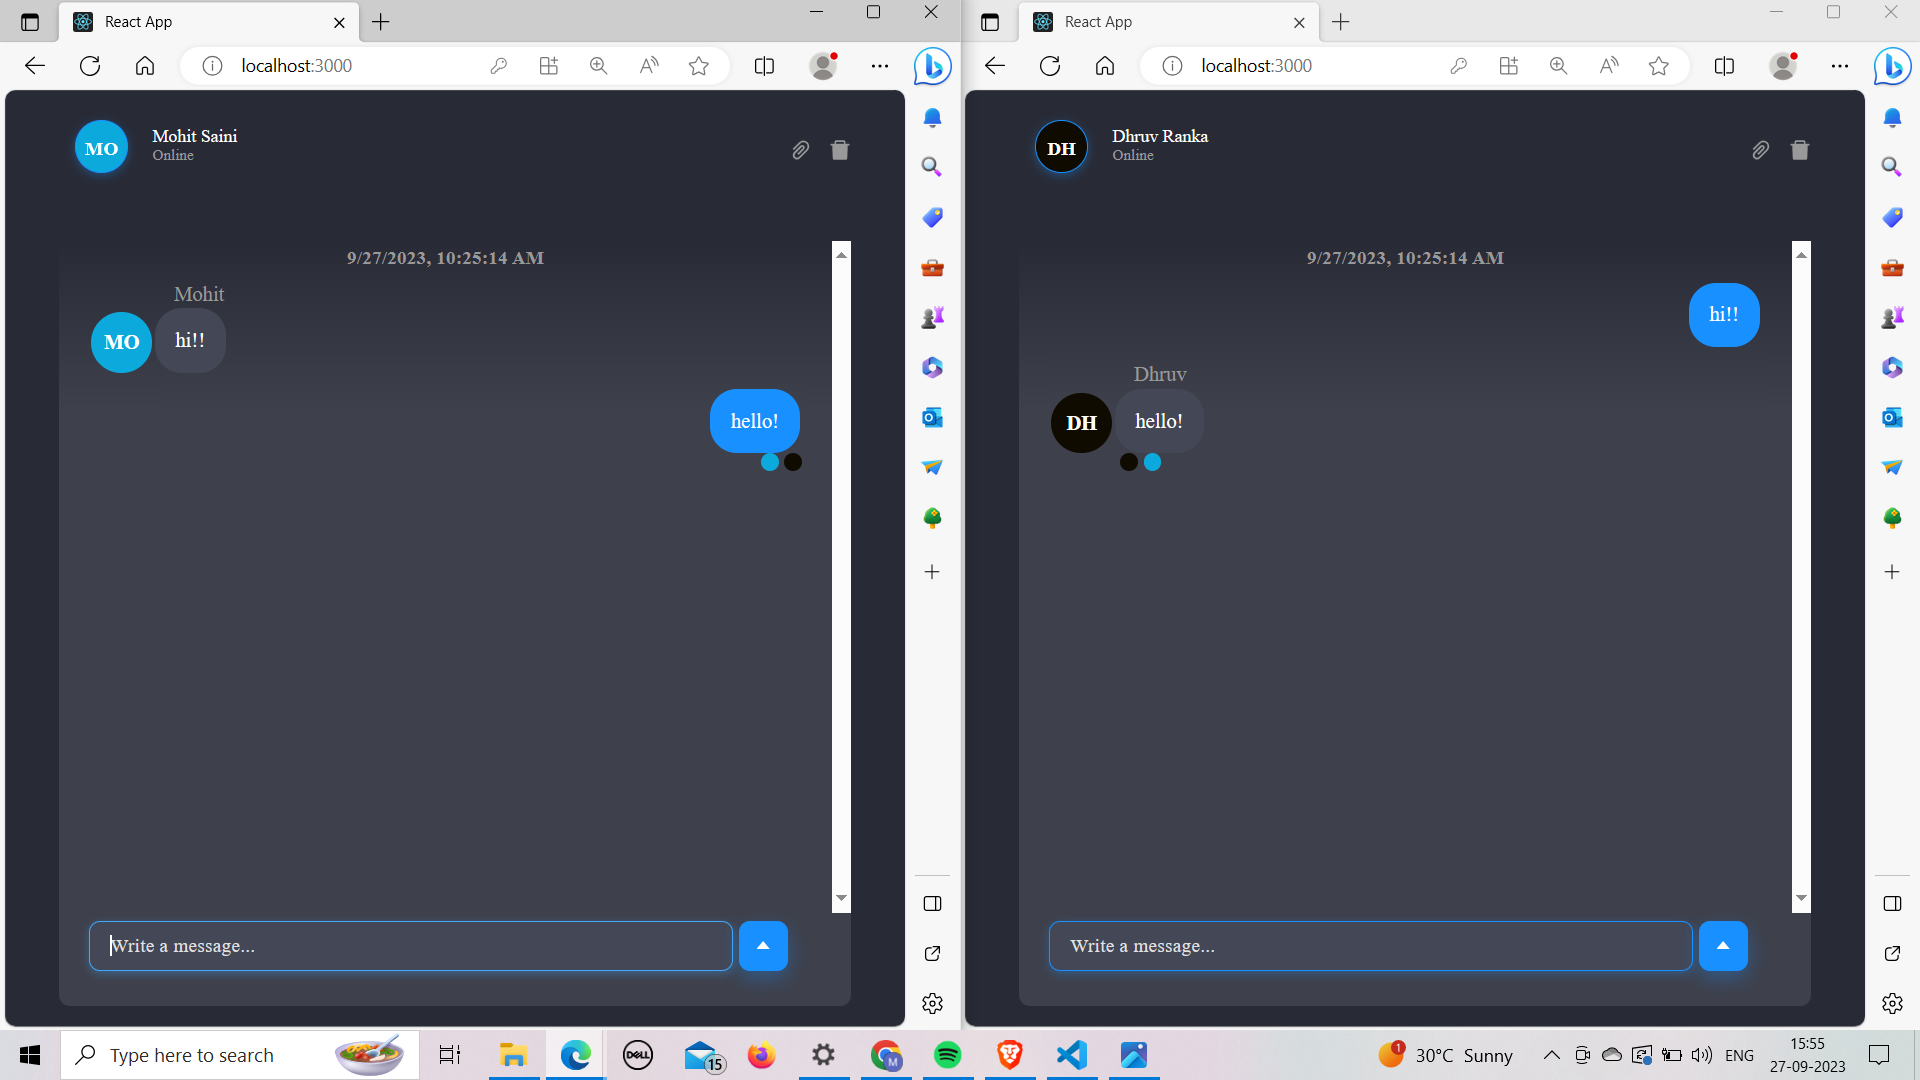 React App
localhost:3000
MO
Mohit Saini
Online
9/27/2023, 10:25:14 AM
Mohit
MO
hi!!
hello!
Write a message...
React App
localhost:3000
DH
Dhruv Ranka
Online
9/27/2023, 10:25:14 AM
hi!!
Dhruv
DH
hello!
Write a message...
Type here to search
DELL
15
M
1
30°C Sunny
ENG
15:55
27-09-2023